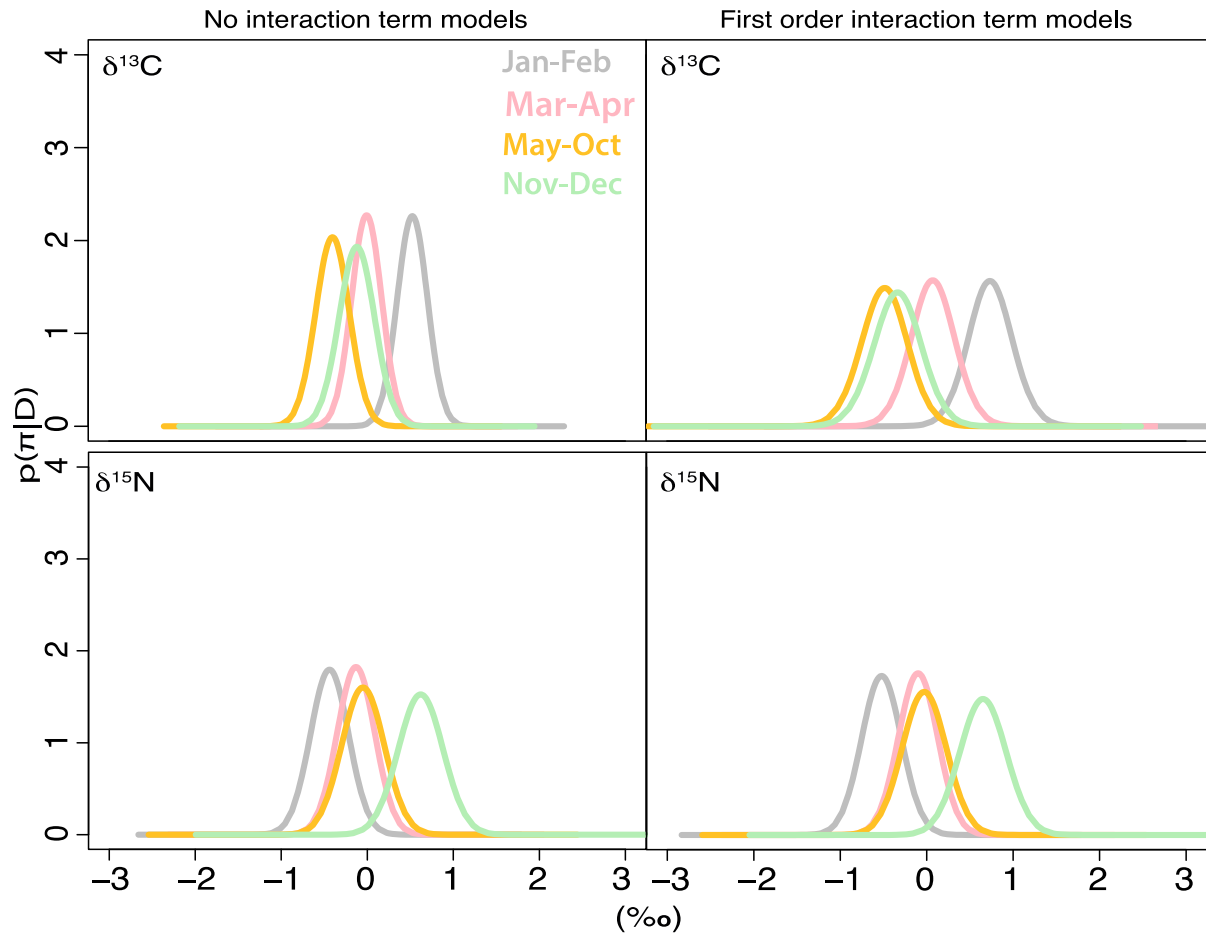 No interaction term models
First order interaction term models
δ¹³C
Jan-Feb
Mar-Apr
May-Oct
Nov-Dec
δ¹³C
4
3
2
1
0
p(π|D)
δ¹⁵N
δ¹⁵N
4
3
2
1
0
−3 −2 −1 0 1 2 3
−3 −2 −1 0 1 2 3
(‰)